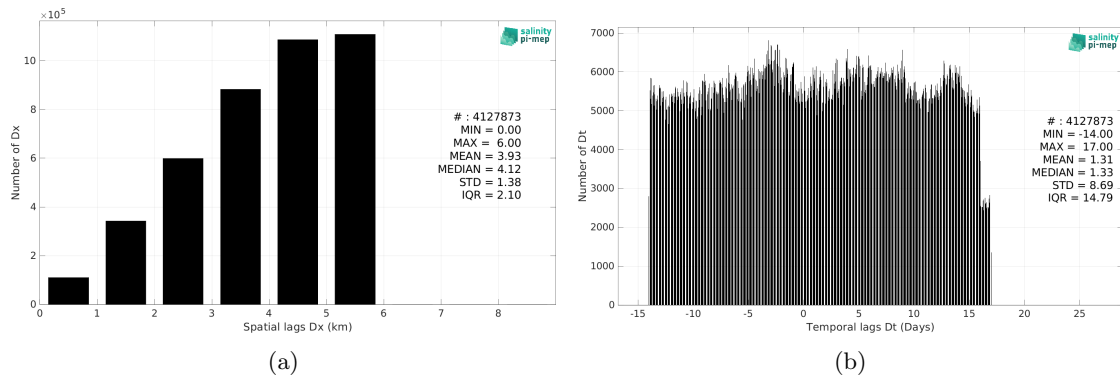 ×10⁵
10
8
6
4
2
0
Number of Dx
0 1 2 3 4 5 6 7 8
Spatial lags Dx (km)
salinity
pi-mep
# : 4127873
MIN = 0.00
MAX = 6.00
MEAN = 3.93
MEDIAN = 4.12
STD = 1.38
IQR = 2.10
(a)
7000
6000
5000
4000
3000
2000
1000
0
Number of Dt
-15 -10 -5 0 5 10 15 20 25
Temporal lags Dt (Days)
salinity
pi-mep
# : 4127873
MIN = -14.00
MAX = 17.00
MEAN = 1.31
MEDIAN = 1.33
STD = 8.69
IQR = 14.79
(b)